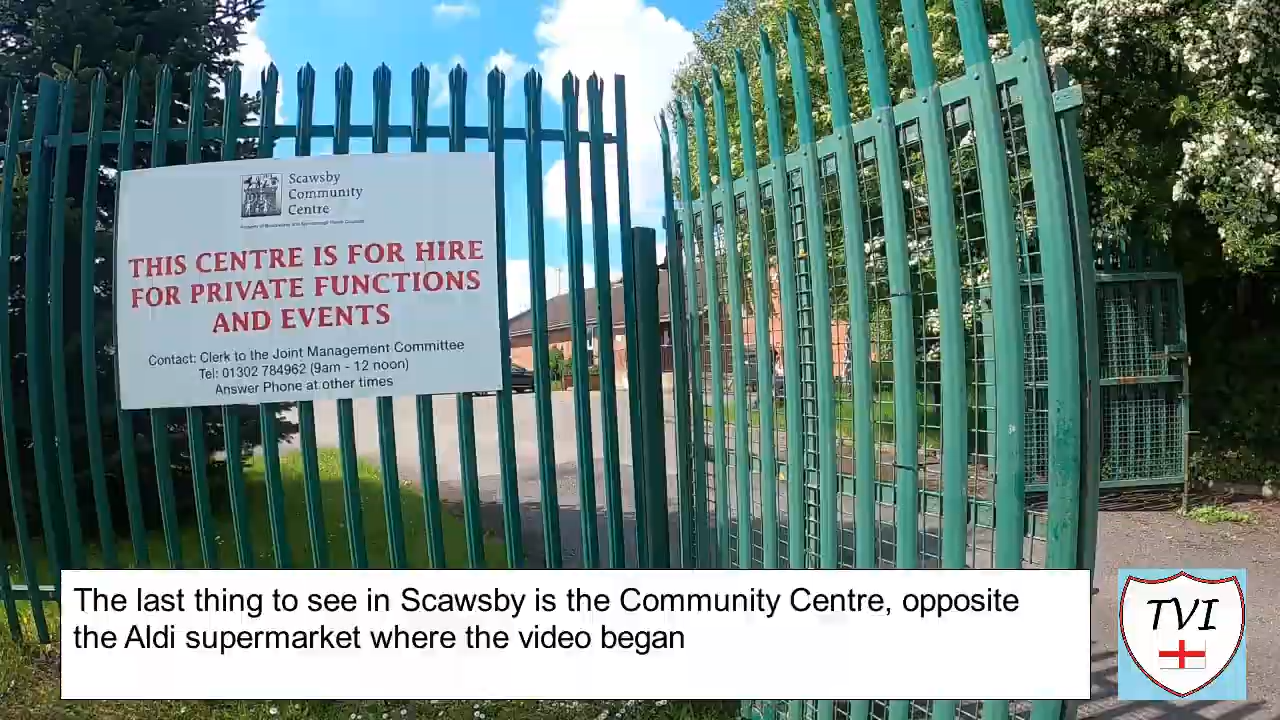 Scawsby
Community
Centre
THIS CENTRE IS FOR HIRE
FOR PRIVATE FUNCTIONS
AND EVENTS
Contact: Clerk to the Joint Management Committee
Tel: 01302 784962 (9am - 12 noon)
Answer Phone at other times
The last thing to see in Scawsby is the Community Centre, opposite
the Aldi supermarket where the video began
TVI